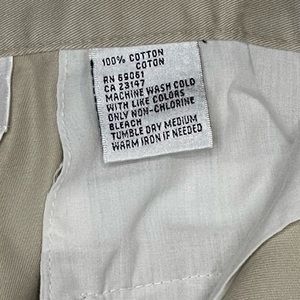 100% COTTON
COTON
RN 69061
CA 23147
MACHINE WASH COLD
WITH LIKE COLORS
ONLY NON-CHLORINE
BLEACH
TUMBLE DRY MEDIUM
WARM IRON IF NEEDED